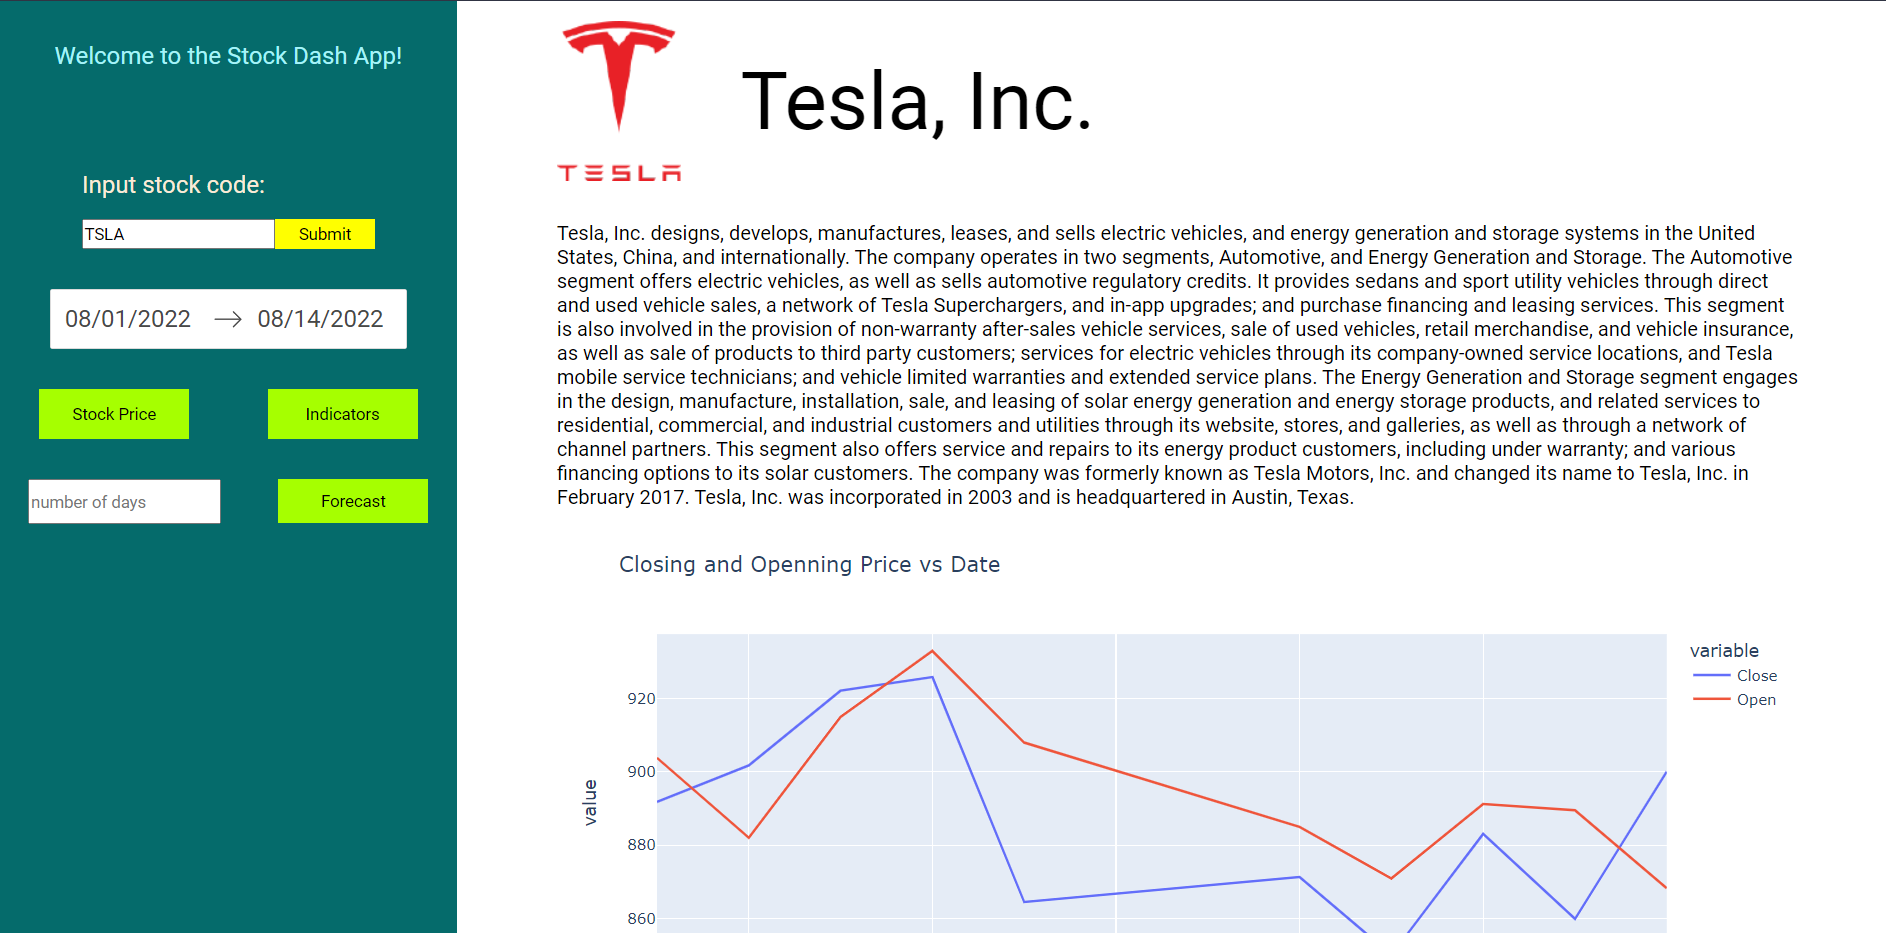 Welcome to the Stock Dash App!
Input stock code:
TSLA
Submit
08/01/2022 → 08/14/2022
Stock Price
Indicators
number of days
Forecast
Tesla, Inc.
TESLA
Tesla, Inc. designs, develops, manufactures, leases, and sells electric vehicles, and energy generation and storage systems in the United
States, China, and internationally. The company operates in two segments, Automotive, and Energy Generation and Storage. The Automotive
segment offers electric vehicles, as well as sells automotive regulatory credits. It provides sedans and sport utility vehicles through direct
and used vehicle sales, a network of Tesla Superchargers, and in-app upgrades; and purchase financing and leasing services. This segment
is also involved in the provision of non-warranty after-sales vehicle services, sale of used vehicles, retail merchandise, and vehicle insurance,
as well as sale of products to third party customers; services for electric vehicles through its company-owned service locations, and Tesla
mobile service technicians; and vehicle limited warranties and extended service plans. The Energy Generation and Storage segment engages
in the design, manufacture, installation, sale, and leasing of solar energy generation and energy storage products, and related services to
residential, commercial, and industrial customers and utilities through its website, stores, and galleries, as well as through a network of
channel partners. This segment also offers service and repairs to its energy product customers, including under warranty; and various
financing options to its solar customers. The company was formerly known as Tesla Motors, Inc. and changed its name to Tesla, Inc. in
February 2017. Tesla, Inc. was incorporated in 2003 and is headquartered in Austin, Texas.
Closing and Openning Price vs Date
variable
Close
Open
920
900
880
860
value